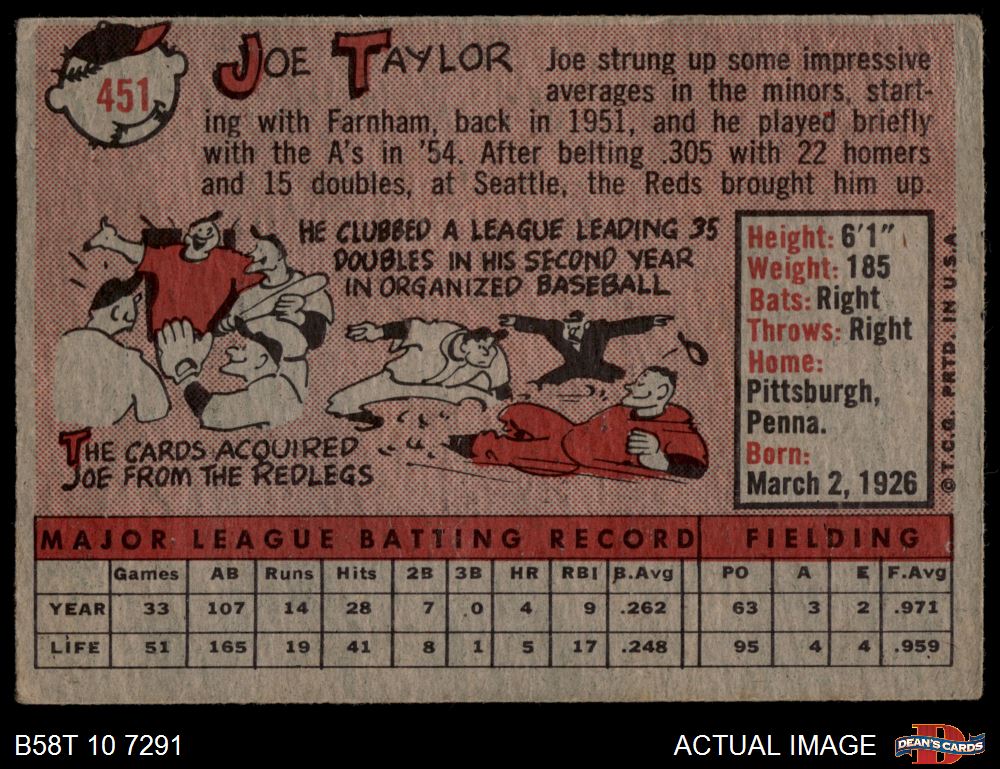 451
JOE TAYLOR
Joe strung up some impressive
averages in the minors, start-
ing with Farnham, back in 1951, and he played briefly
with the A's in '54. After belting .305 with 22 homers
and 15 doubles, at Seattle, the Reds brought him up.
HE CLUBBED A LEAGUE LEADING 35
DOUBLES IN HIS SECOND YEAR
IN ORGANIZED BASEBALL
THE CARDS ACQUIRED
JOE FROM THE REDLEGS
Height: 6'1"
Weight: 185
Bats: Right
Throws: Right
Home:
Pittsburgh,
Penna.
Born:
March 2, 1926
©T.C.G. PRTD. IN U.S.A.
MAJOR LEAGUE BATTING RECORD FIELDING
Games AB Runs Hits 2B 3B HR RBI B.Avg PO A E F.Avg
YEAR 33 107 14 28 7 .0 4 9 .262 63 3 2 .971
LIFE 51 165 19 41 8 1 5 17 .248 95 4 4 .959
B58T 10 7291
ACTUAL IMAGE
D
DEAN'S CARDS